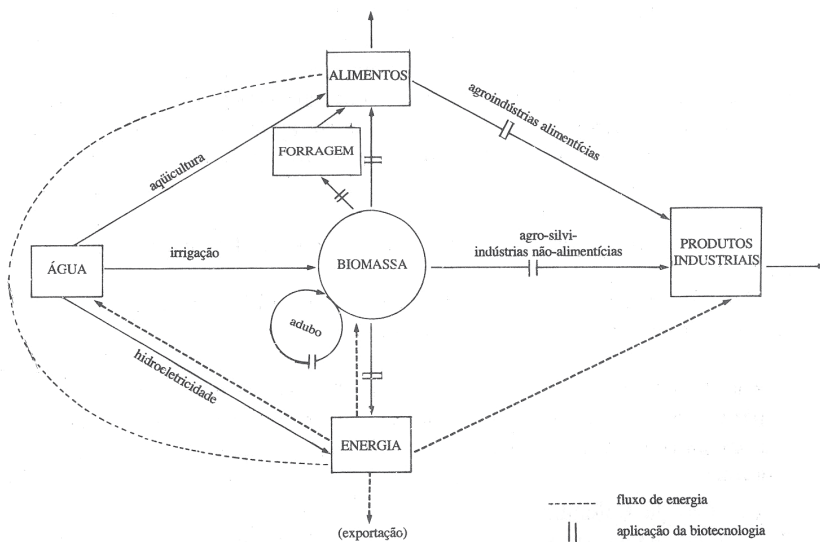 ALIMENTOS
agroindústrias alimentícias
FORRAGEM
aqüicultura
agro-silvi-
indústrias não-alimentícias
PRODUTOS
INDUSTRIAIS
ÁGUA
irrigação
BIOMASSA
adubo
hidroeletricidade
ENERGIA
(exportação)
fluxo de energia
aplicação da biotecnologia